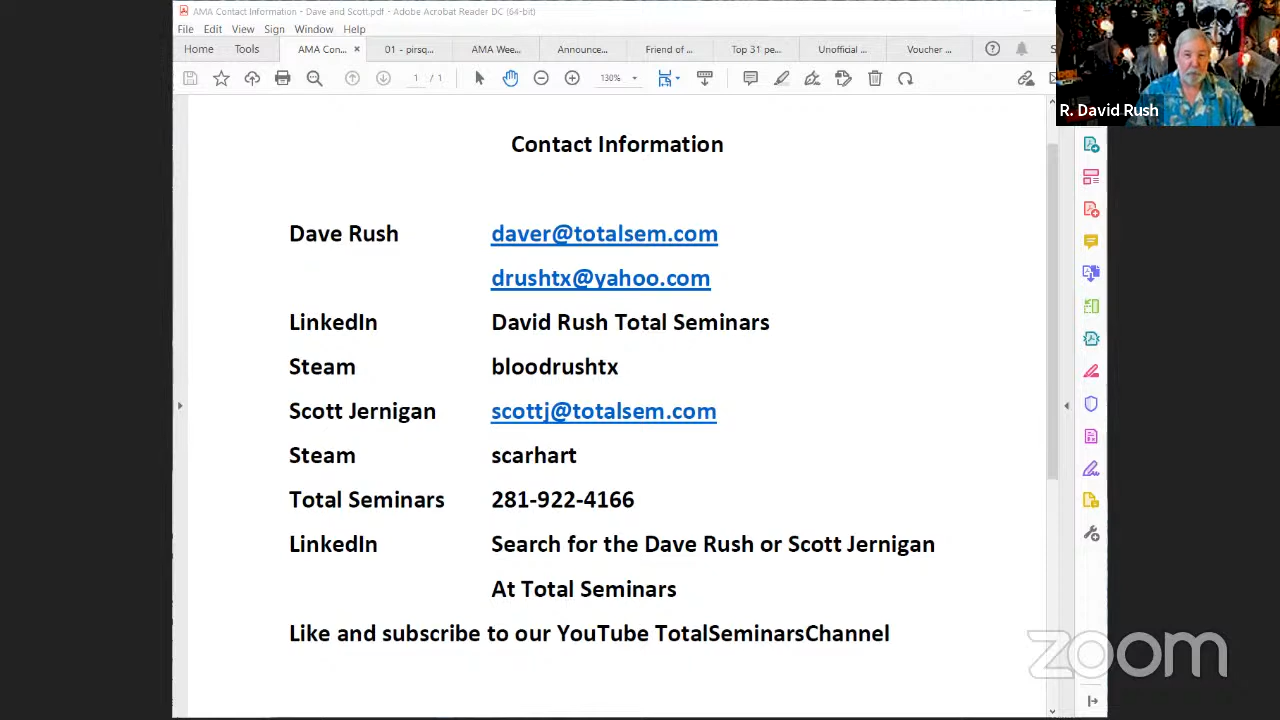 AMA Contact Information - Dave and Scott.pdf - Adobe Acrobat Reader DC (64-bit)
File Edit View Sign Window Help
Home Tools AMA Con... × 01 - pirsq... AMA Wee... Announce... Friend of ... Top 31 pe... Unofficial ... Voucher ...
1 / 1 130%
R. David Rush
Contact Information
Dave Rush daver@totalsem.com
drushtx@yahoo.com
LinkedIn David Rush Total Seminars
Steam bloodrushtx
Scott Jernigan scottj@totalsem.com
Steam scarhart
Total Seminars 281-922-4166
LinkedIn Search for the Dave Rush or Scott Jernigan
At Total Seminars
Like and subscribe to our YouTube TotalSeminarsChannel
zoom